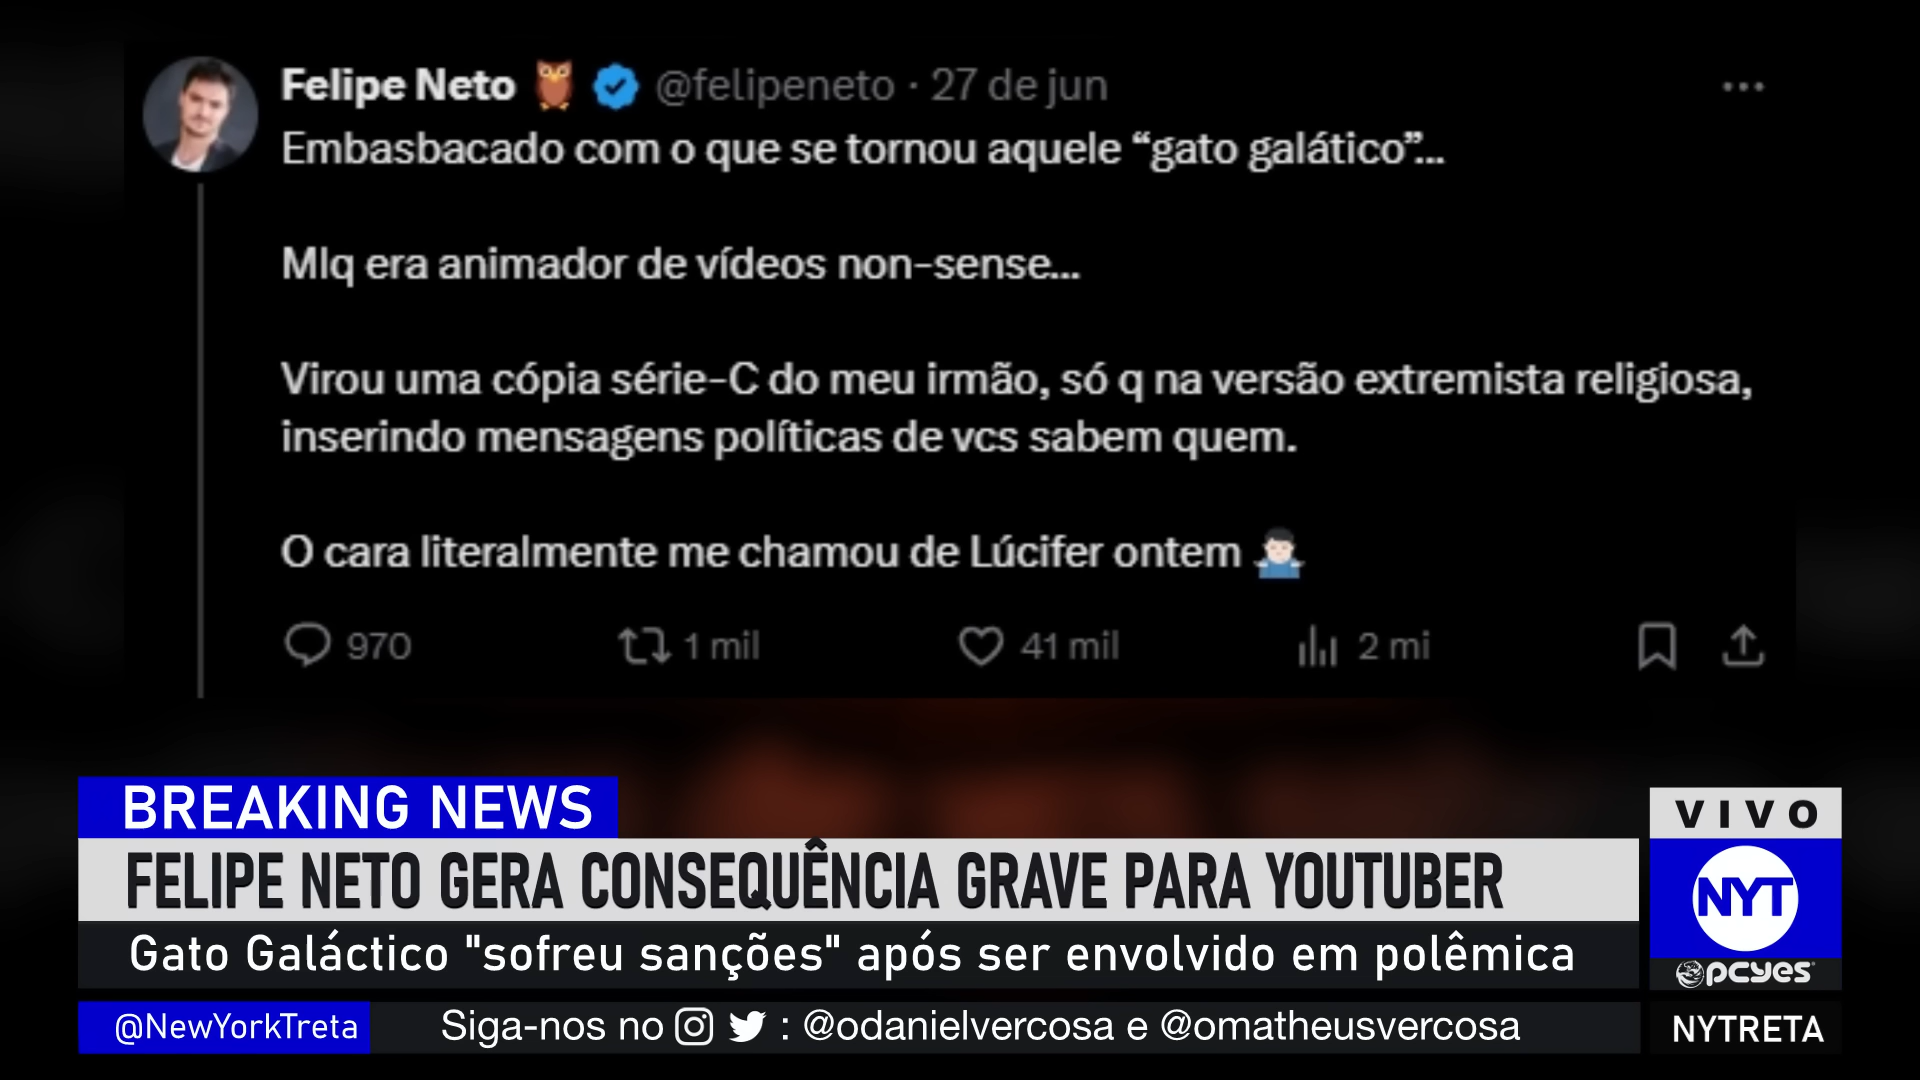 Felipe Neto 🦉 @felipeneto · 27 de jun
Embasbacado com o que se tornou aquele “gato galático”...
Mlq era animador de vídeos non-sense...
Virou uma cópia série-C do meu irmão, só q na versão extremista religiosa,
inserindo mensagens políticas de vcs sabem quem.
O cara literalmente me chamou de Lúcifer ontem 🤷🏻‍♂️
970 1 mil 41 mil 2 mi
BREAKING NEWS
FELIPE NETO GERA CONSEQUÊNCIA GRAVE PARA YOUTUBER
Gato Galáctico "sofreu sanções" após ser envolvido em polêmica
@NewYorkTreta
Siga-nos no : @odanielvercosa e @omatheusvercosa
VIVO
NYT
pcyes
NYTRETA